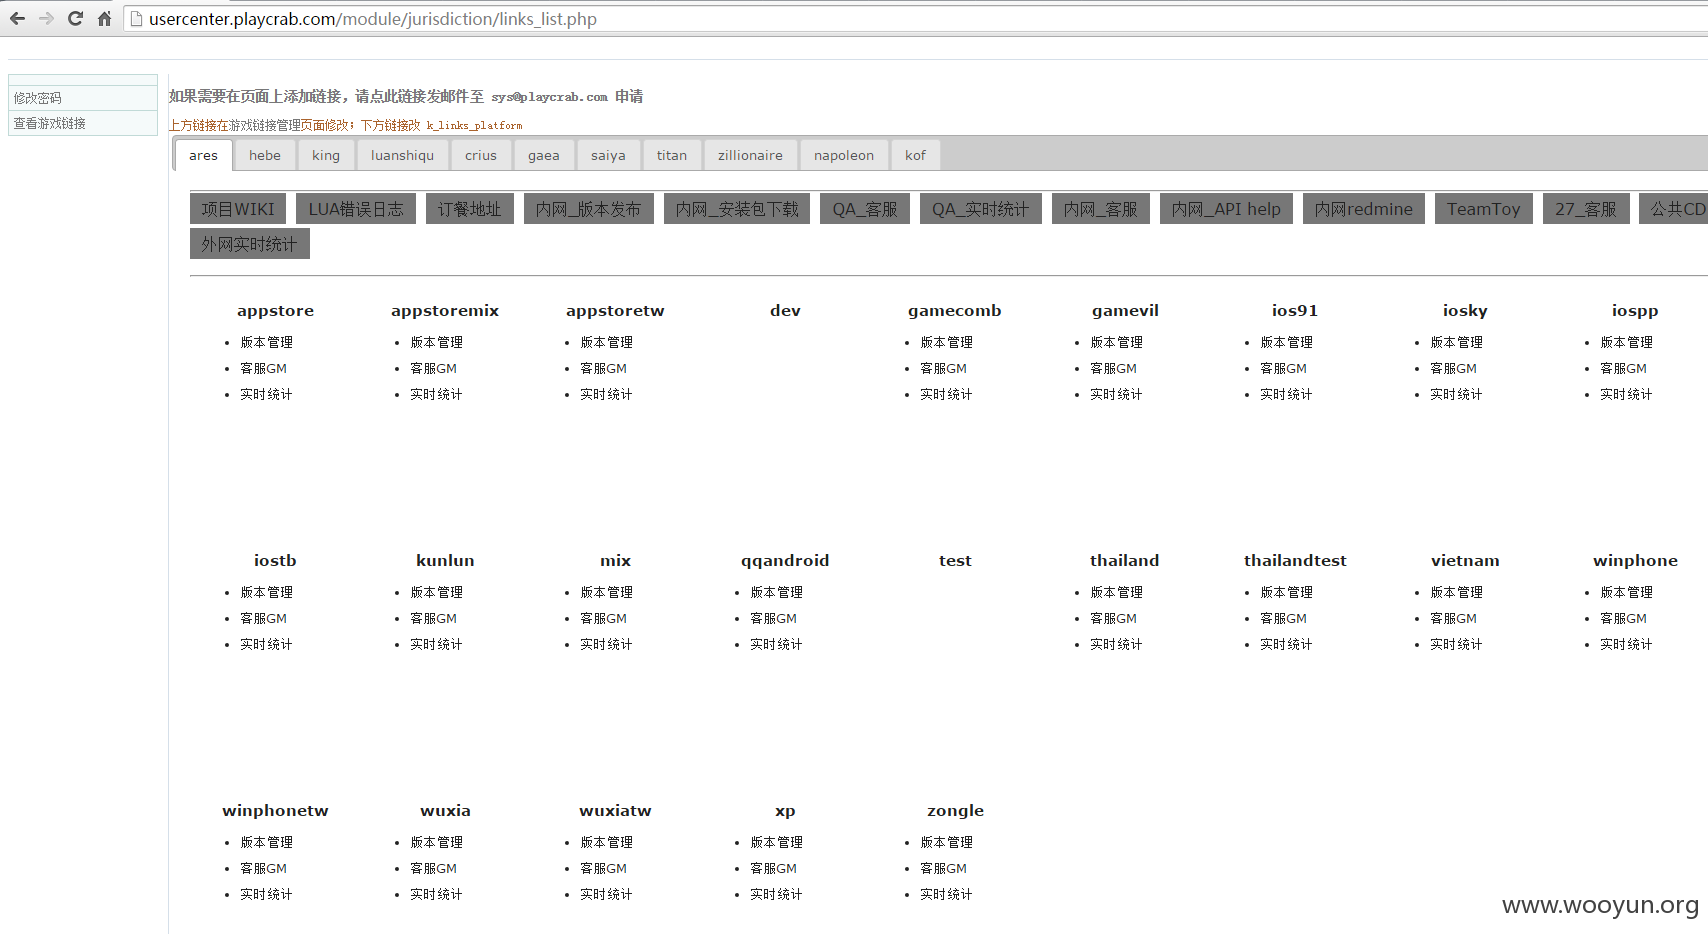 usercenter.playcrab.com/module/jurisdiction/links_list.php
修改密码
查看游戏链接
如果需要在页面上添加链接，请点此链接发邮件至 sys@playcrab.com 申请
上方链接在游戏链接管理页面修改；下方链接改 k_links_platform
ares hebe king luanshiqu crius gaea saiya titan zillionaire napoleon kof
项目WIKI LUA错误日志 订餐地址 内网_版本发布 内网_安装包下载 QA_客服 QA_实时统计 内网_客服 内网_API help 内网redmine TeamToy 27_客服 公共CD
外网实时统计
appstore appstoremix appstoretw dev gamecomb gamevil ios91 iosky iospp
版本管理 版本管理 版本管理 版本管理 版本管理 版本管理 版本管理 版本管理
客服GM 客服GM 客服GM 客服GM 客服GM 客服GM 客服GM 客服GM
实时统计 实时统计 实时统计 实时统计 实时统计 实时统计 实时统计 实时统计
iostb kunlun mix qqandroid test thailand thailandtest vietnam winphone
版本管理 版本管理 版本管理 版本管理 版本管理 版本管理 版本管理 版本管理
客服GM 客服GM 客服GM 客服GM 客服GM 客服GM 客服GM 客服GM
实时统计 实时统计 实时统计 实时统计 实时统计 实时统计 实时统计 实时统计
winphonetw wuxia wuxiatw xp zongle
版本管理 版本管理 版本管理 版本管理 版本管理
客服GM 客服GM 客服GM 客服GM 客服GM
实时统计 实时统计 实时统计 实时统计 实时统计
www.wooyun.org